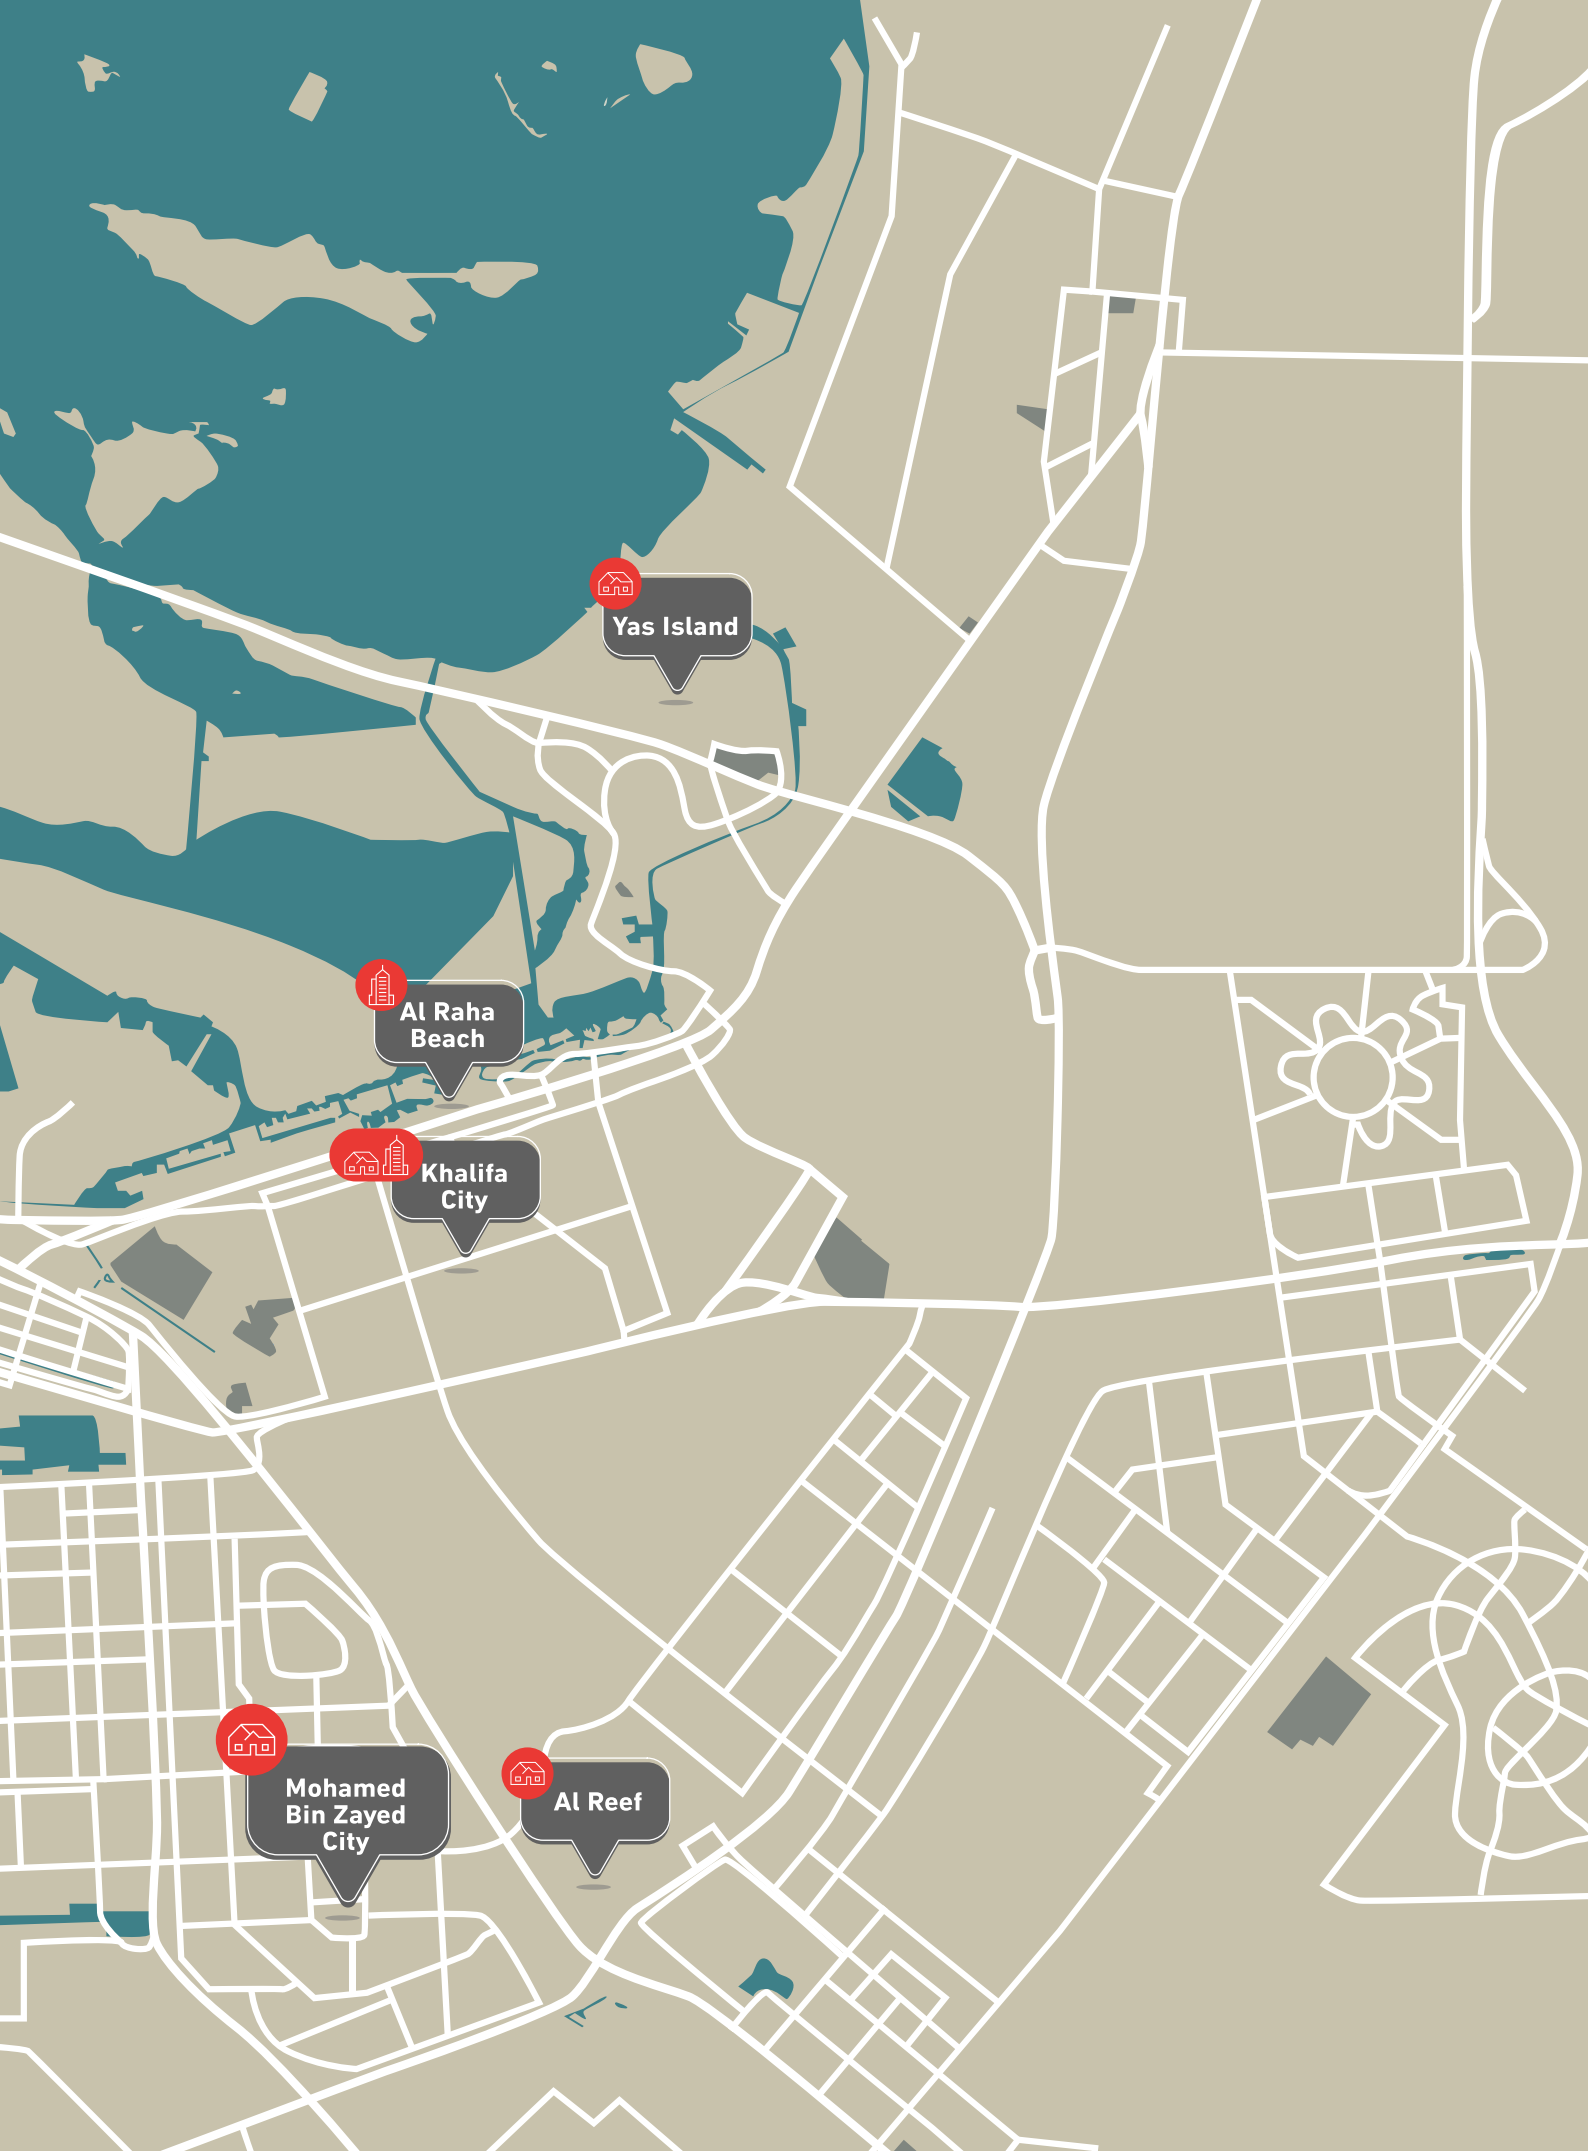 Yas Island
Al Raha
Beach
Khalifa
City
Mohamed
Bin Zayed
City
Al Reef